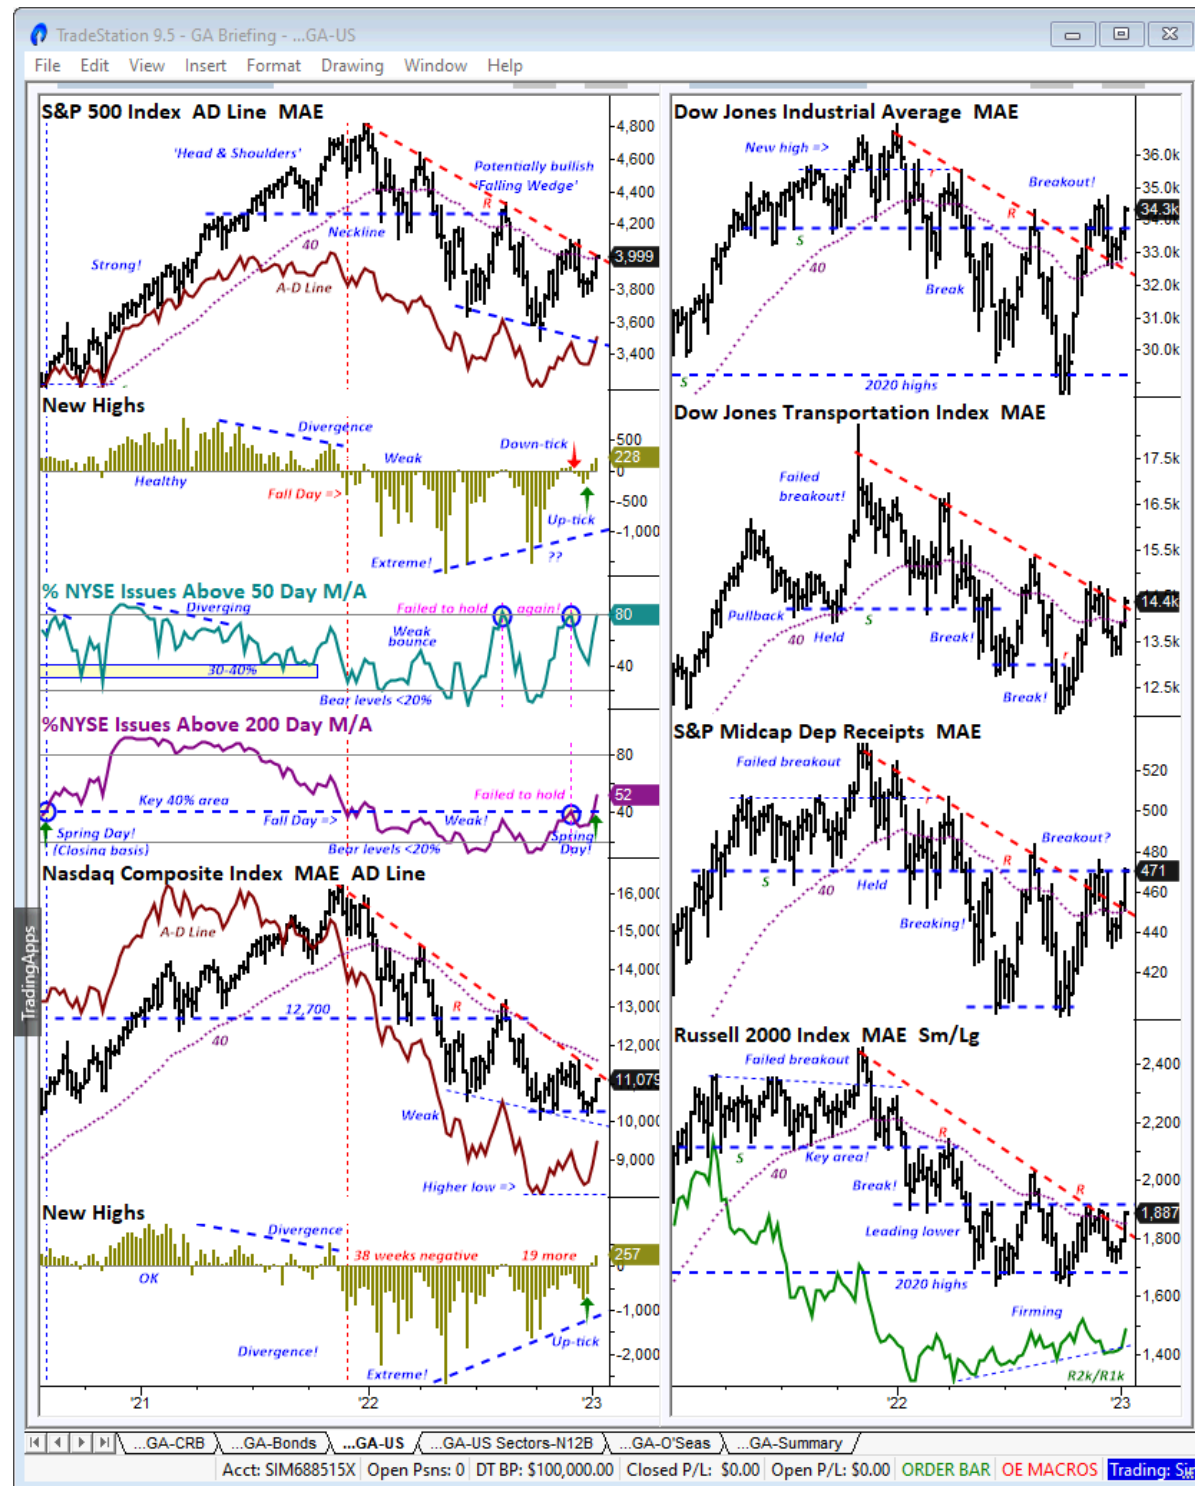 TradeStation 9.5 - GA Briefing - ...GA-US
File Edit View Insert Format Drawing Window Help
S&P 500 Index AD Line MAE
'Head & Shoulders'
Potentially bullish
'Falling Wedge'
R
Neckline
40
Strong!
A-D Line
4,800
4,600
4,400
4,200
3,999
3,800
3,600
3,400
New Highs
Divergence
Down-tick
Weak
Healthy
Fall Day =>
Up-tick
Extreme!
??
500
228
0
-500
-1,000
% NYSE Issues Above 50 Day M/A
Diverging
Failed to hold again!
Weak
bounce
30-40%
Bear levels <20%
80
40
%NYSE Issues Above 200 Day M/A
Key 40% area
Failed to hold
Fall Day =>
Weak!
Spring Day!
(Closing basis)
Bear levels <20%
Spring
Day!
80
52
40
Nasdaq Composite Index MAE AD Line
A-D Line
12,700
R
40
Weak
Higher low =>
16,000
15,000
14,000
13,000
12,000
11,079
10,000
9,000
New Highs
Divergence
38 weeks negative
19 more
OK
Divergence!
Extreme!
Up-tick
257
0
-1,000
-2,000
'21 '22 '23
Dow Jones Industrial Average MAE
New high =>
r
Breakout!
R
S
40
Break
S
2020 highs
36.0k
35.0k
34.3k
33.0k
32.0k
31.0k
30.0k
Dow Jones Transportation Index MAE
Failed
breakout!
Pullback
40
Held
S
Break!
r
Break!
17.5k
16.5k
15.5k
14.4k
13.5k
12.5k
S&P Midcap Dep Receipts MAE
Failed breakout
r
Breakout?
R
S
40
Held
Breaking!
520
500
480
471
460
440
420
Russell 2000 Index MAE Sm/Lg
Failed breakout
R
S
Key area!
40
Break!
R
Leading lower
2020 highs
Firming
R2k/R1k
2,400
2,200
2,000
1,887
1,800
1,600
1,400
'22 '23
TradingApps
...GA-CRB ...GA-Bonds ...GA-US ...GA-US Sectors-N12B ...GA-O'Seas ...GA-Summary
Acct: SIM688515X Open Psns: 0 DT BP: $100,000.00 Closed P/L: $0.00 Open P/L: $0.00 ORDER BAR OE MACROS Trading: